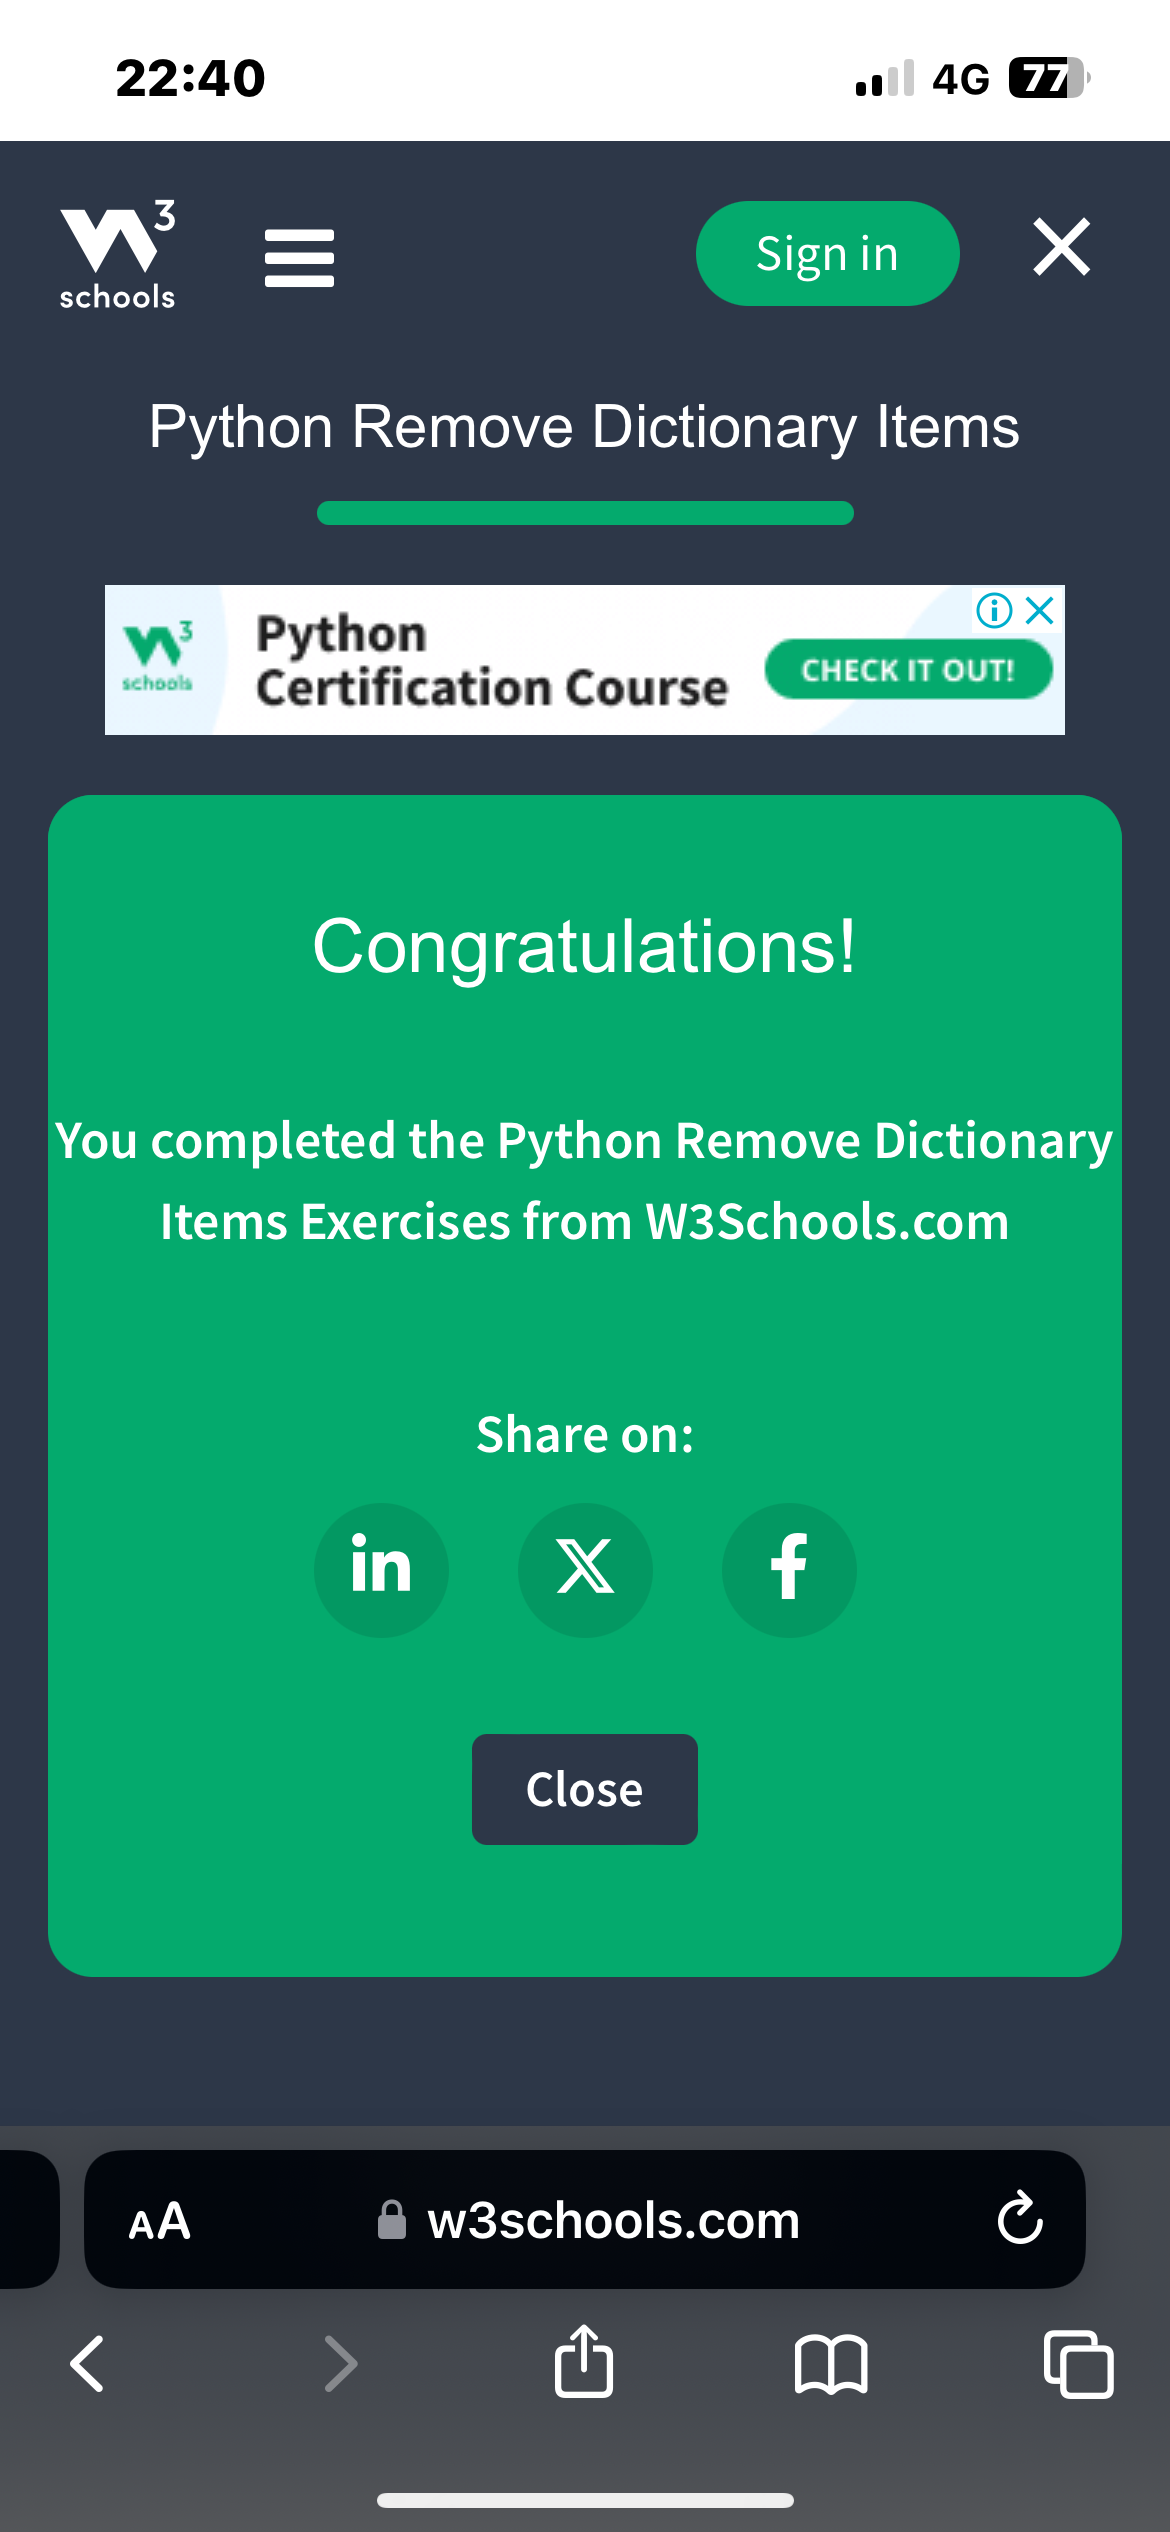 22:40
4G 77
W3
schools
Sign in
Python Remove Dictionary Items
W3
schools
Python
Certification Course
CHECK IT OUT!
Congratulations!
You completed the Python Remove Dictionary
Items Exercises from W3Schools.com
Share on:
in X f
Close
AA w3schools.com